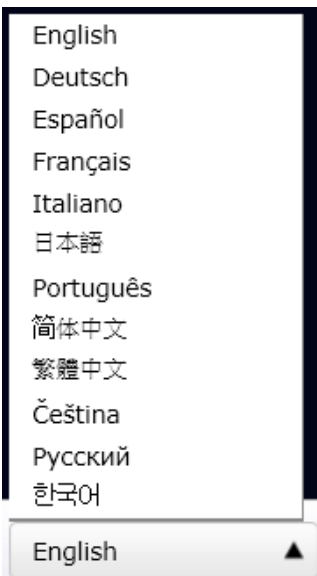 English
Deutsch
Español
Français
Italiano
日本語
Português
简体中文
繁體中文
Čeština
Русский
한국어
English